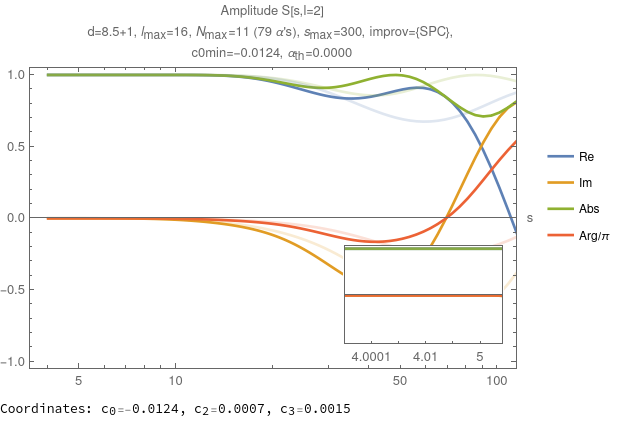 Amplitude S[s,l=2]
d=8.5+1, lmax=16, Nmax=11 (79 α's), smax=300, improv={SPC},
c0min=-0.0124, αth=0.0000
1.0
0.5
0.0
-0.5
-1.0
5
10
50
100
s
4.0001
4.01
5
Re
Im
Abs
Arg/π
Coordinates: c0=-0.0124, c2=0.0007, c3=0.0015